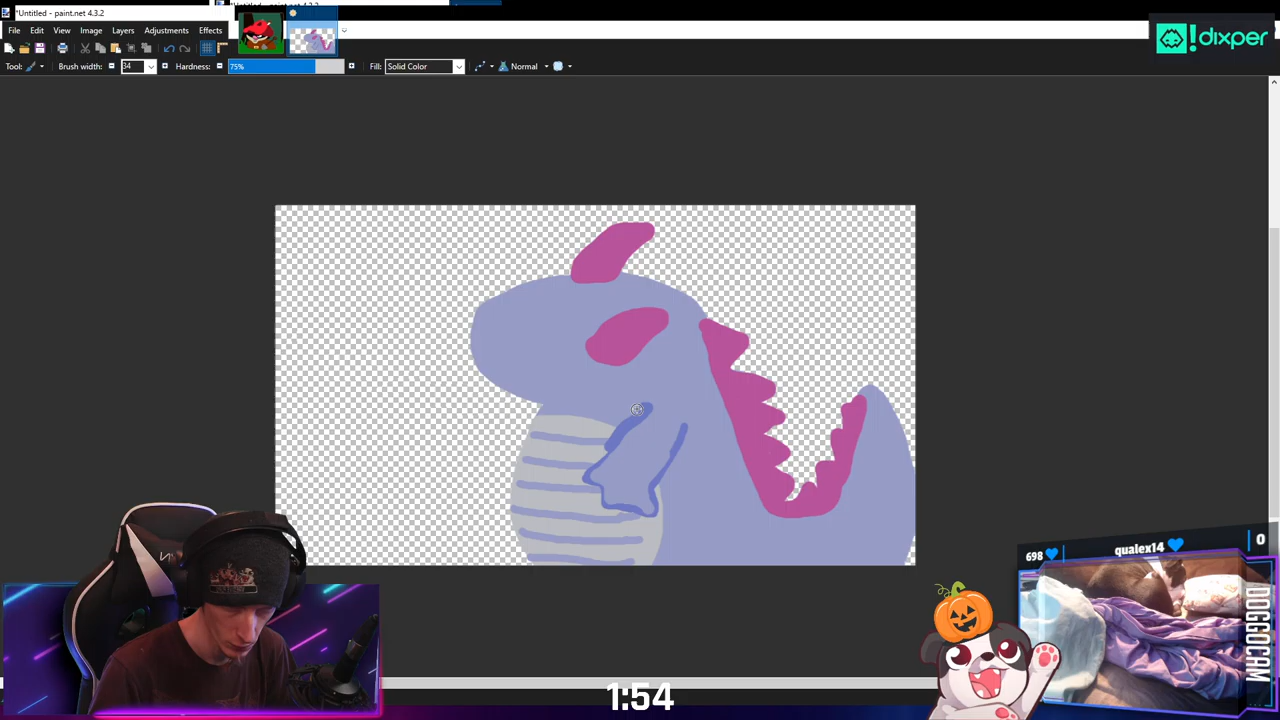 *Untitled - paint.net 4.3.2
File Edit View Image Layers Adjustments Effects
Tool: Brush width: 34 Hardness: 75% Fill: Solid Color Normal
!dixper
698 qualex14 0
DOGGOCAM
1:54